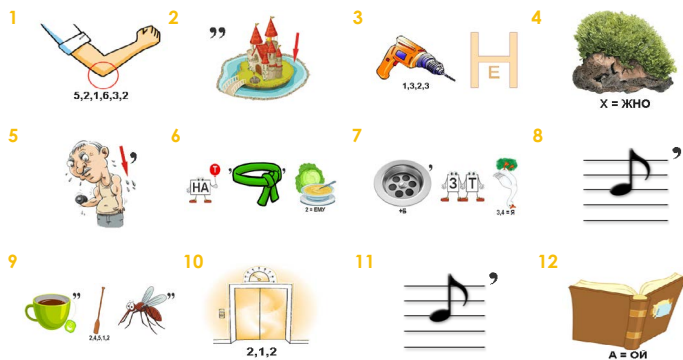 1
2
3
4
5,2,1,6,3,2
,,
1,3,2,3
Н
Е
Х = ЖНО
5
6
7
8
,
НА
Т
,
2 = ЕМУ
,
+Б
З Т
3,4 = Я
,
9
10
11
12
,,
2,4,5,1,2
,,
2,1,2
,
А = ОЙ